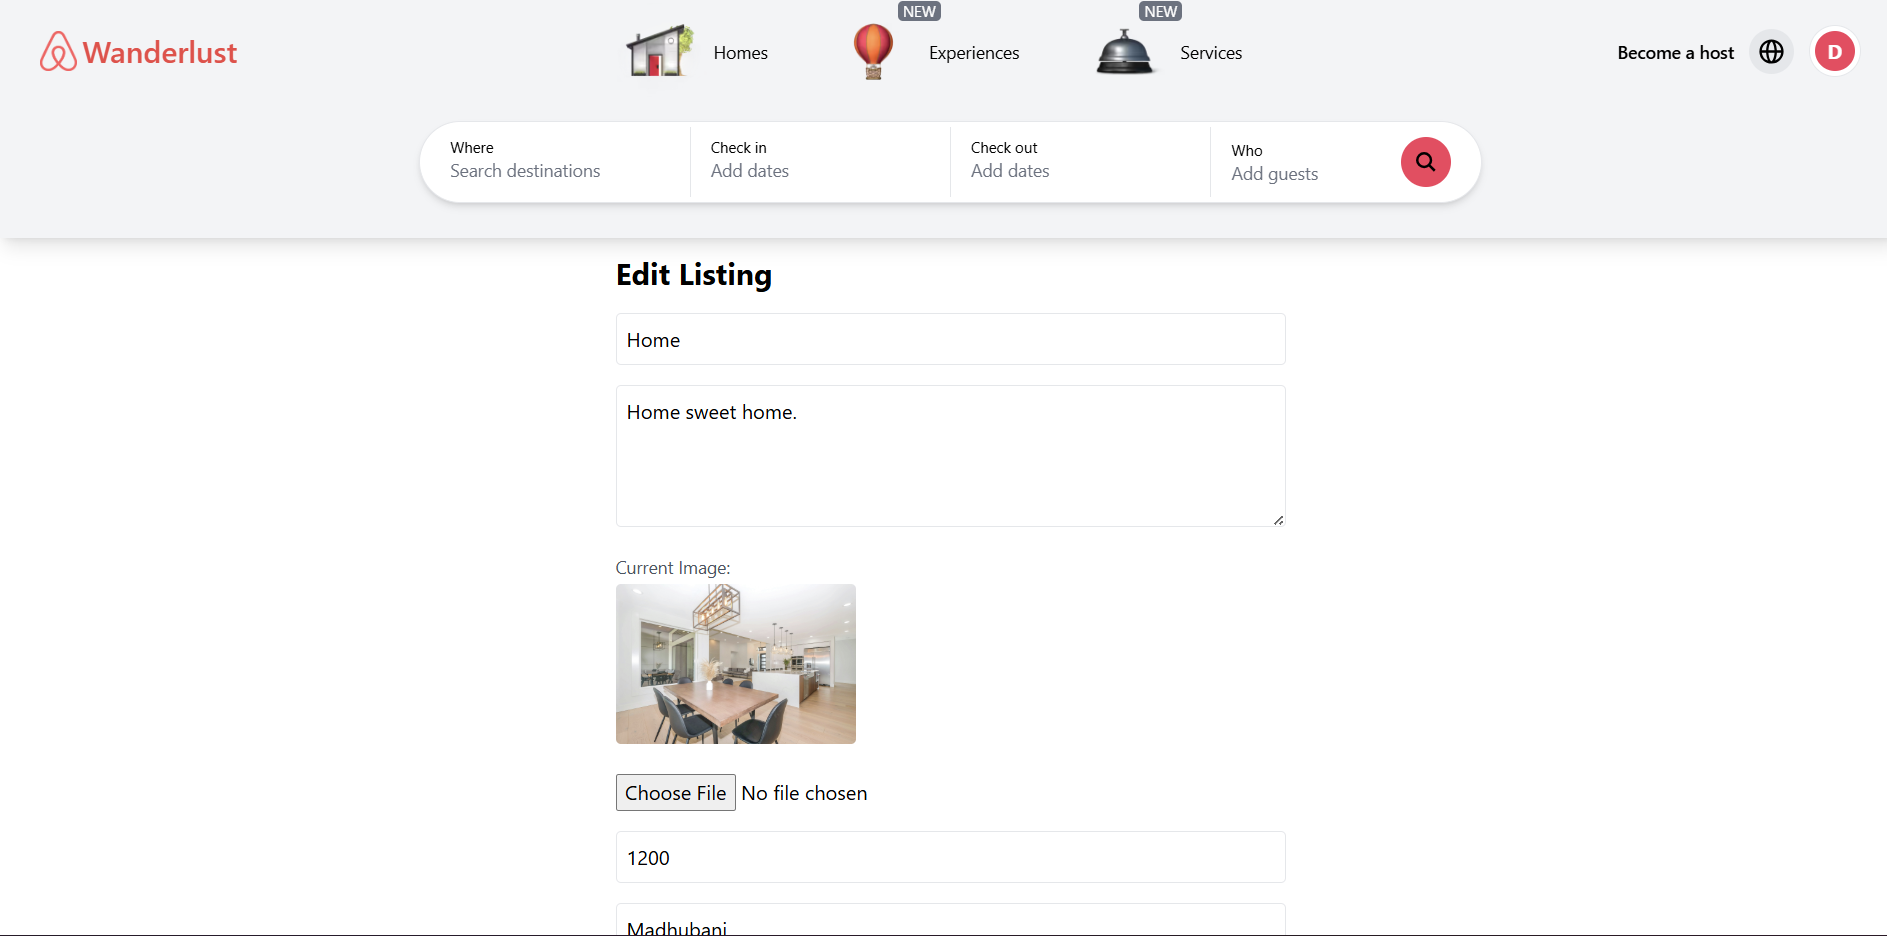 NEW
NEW
Wanderlust
Homes
Experiences
Services
Become a host
D
Where
Search destinations
Check in
Add dates
Check out
Add dates
Who
Add guests
Edit Listing
Home
Home sweet home.
Current Image:
Choose File No file chosen
1200
Madhubani